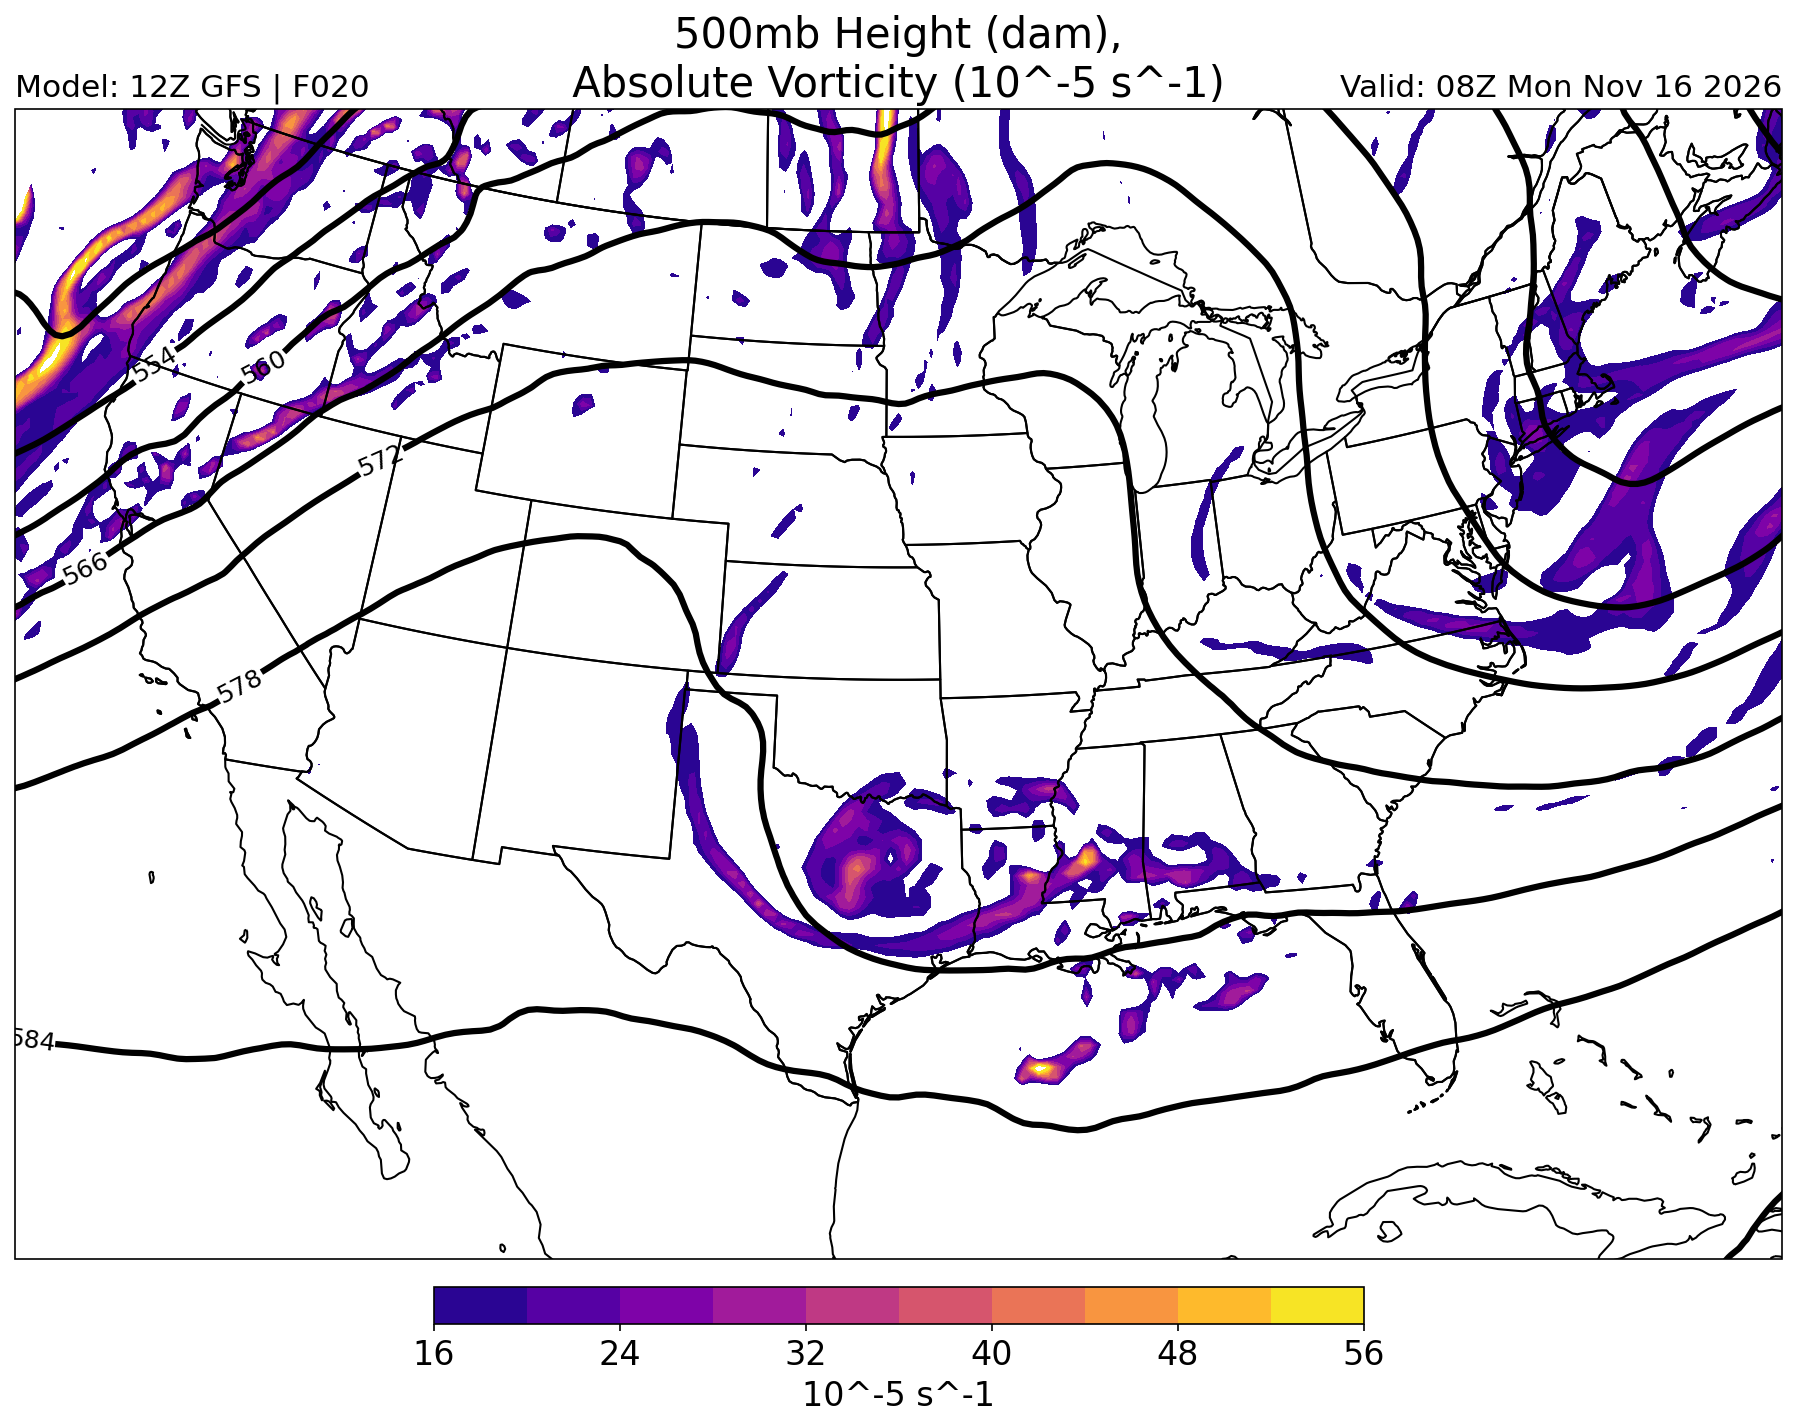 500mb Height (dam),
Absolute Vorticity (10^-5 s^-1)
Model: 12Z GFS | F020
Valid: 08Z Mon Nov 16 2026
554
560
572
566
578
584
16 24 32 40 48 56
10^-5 s^-1